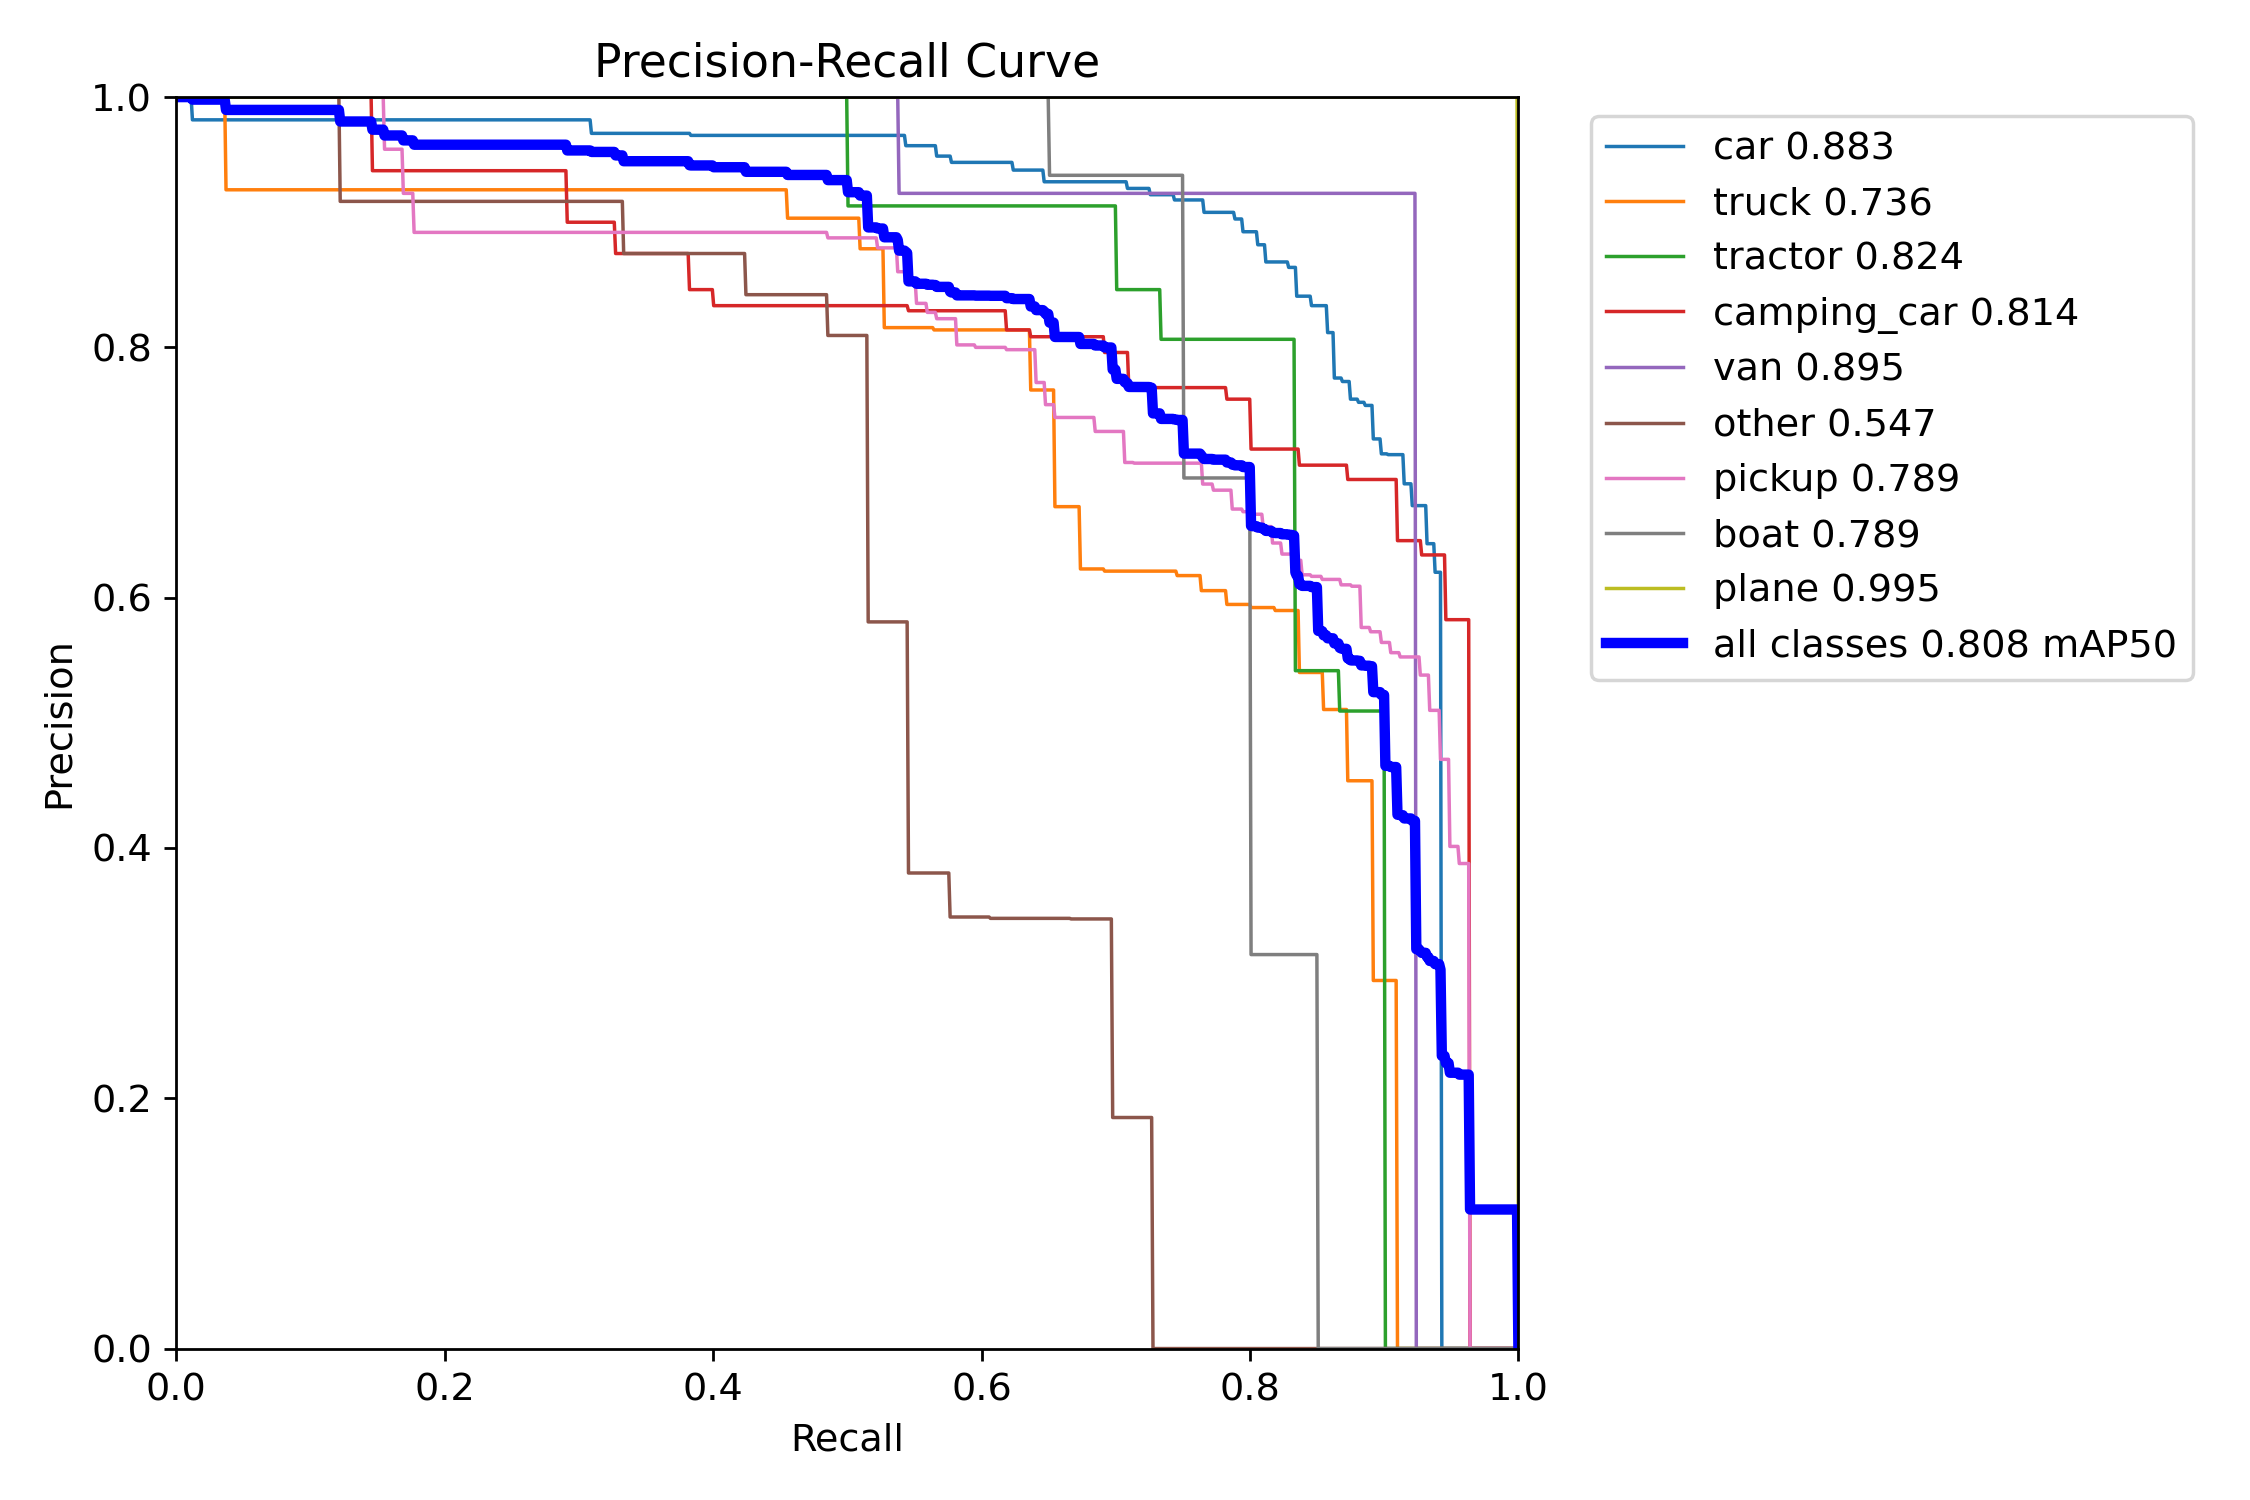 Precision-Recall Curve
1.0
0.8
0.6
0.4
0.2
0.0
Precision
0.0 0.2 0.4 0.6 0.8 1.0
Recall
car 0.883
truck 0.736
tractor 0.824
camping_car 0.814
van 0.895
other 0.547
pickup 0.789
boat 0.789
plane 0.995
all classes 0.808 mAP50